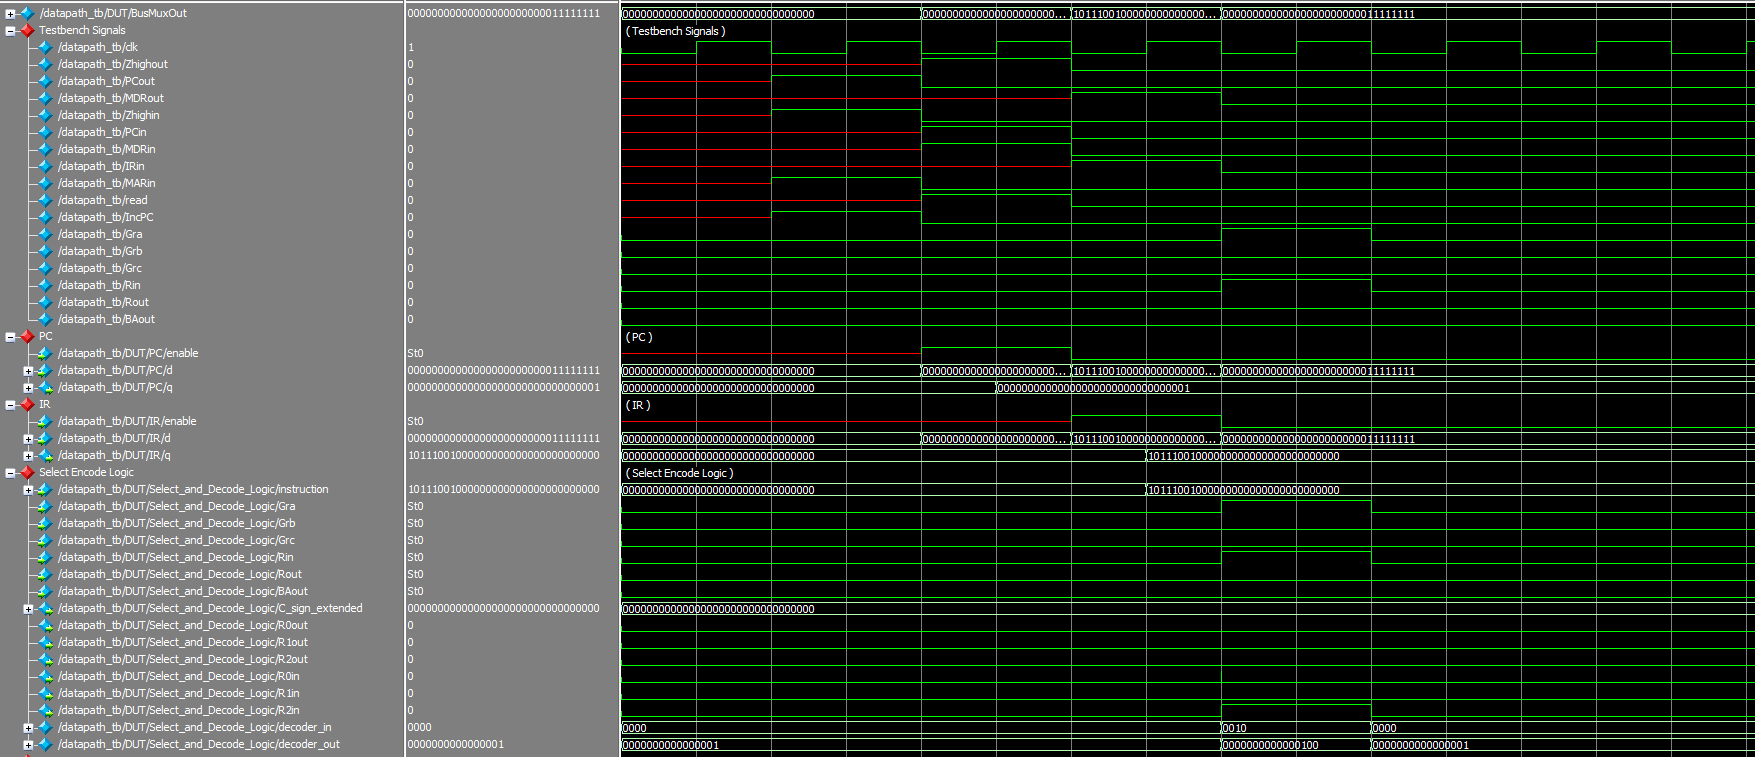 /datapath_tb/DUT/BusMuxOut 00000000000000000000000011111111 00000000000000000000000000000000 0000000000000000000000... 1011100100000000000000... 00000000000000000000000011111111
Testbench Signals ( Testbench Signals )
/datapath_tb/clk 1
/datapath_tb/Zhighout 0
/datapath_tb/PCout 0
/datapath_tb/MDRout 0
/datapath_tb/Zhighin 0
/datapath_tb/PCin 0
/datapath_tb/MDRin 0
/datapath_tb/IRin 0
/datapath_tb/MARin 0
/datapath_tb/read 0
/datapath_tb/IncPC 0
/datapath_tb/Gra 0
/datapath_tb/Grb 0
/datapath_tb/Grc 0
/datapath_tb/Rin 0
/datapath_tb/Rout 0
/datapath_tb/BAout 0
PC ( PC )
/datapath_tb/DUT/PC/enable St0
/datapath_tb/DUT/PC/d 00000000000000000000000011111111 00000000000000000000000000000000 0000000000000000000000... 1011100100000000000000... 00000000000000000000000011111111
/datapath_tb/DUT/PC/q 00000000000000000000000000000001 00000000000000000000000000000000 00000000000000000000000000000001
IR ( IR )
/datapath_tb/DUT/IR/enable St0
/datapath_tb/DUT/IR/d 00000000000000000000000011111111 00000000000000000000000000000000 0000000000000000000000... 1011100100000000000000... 00000000000000000000000011111111
/datapath_tb/DUT/IR/q 10111001000000000000000000000000 00000000000000000000000000000000 10111001000000000000000000000000
Select Encode Logic ( Select Encode Logic )
/datapath_tb/DUT/Select_and_Decode_Logic/instruction 10111001000000000000000000000000 00000000000000000000000000000000 10111001000000000000000000000000
/datapath_tb/DUT/Select_and_Decode_Logic/Gra St0
/datapath_tb/DUT/Select_and_Decode_Logic/Grb St0
/datapath_tb/DUT/Select_and_Decode_Logic/Grc St0
/datapath_tb/DUT/Select_and_Decode_Logic/Rin St0
/datapath_tb/DUT/Select_and_Decode_Logic/Rout St0
/datapath_tb/DUT/Select_and_Decode_Logic/BAout St0
/datapath_tb/DUT/Select_and_Decode_Logic/C_sign_extended 00000000000000000000000000000000 00000000000000000000000000000000
/datapath_tb/DUT/Select_and_Decode_Logic/R0out 0
/datapath_tb/DUT/Select_and_Decode_Logic/R1out 0
/datapath_tb/DUT/Select_and_Decode_Logic/R2out 0
/datapath_tb/DUT/Select_and_Decode_Logic/R0in 0
/datapath_tb/DUT/Select_and_Decode_Logic/R1in 0
/datapath_tb/DUT/Select_and_Decode_Logic/R2in 0
/datapath_tb/DUT/Select_and_Decode_Logic/decoder_in 0000 0000 0010 0000
/datapath_tb/DUT/Select_and_Decode_Logic/decoder_out 0000000000000001 0000000000000001 0000000000000100 0000000000000001